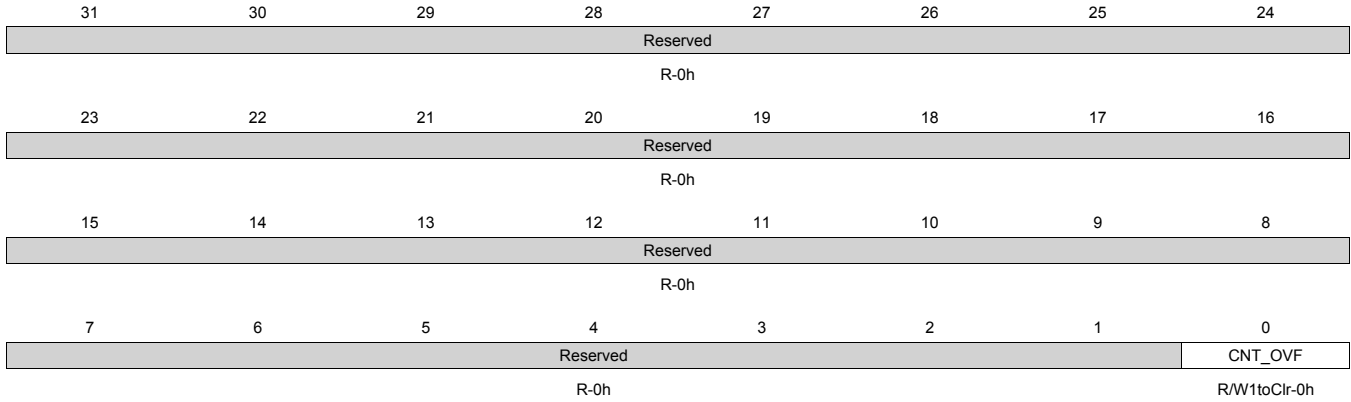 31 30 29 28 27 26 25 24
Reserved
R-0h
23 22 21 20 19 18 17 16
Reserved
R-0h
15 14 13 12 11 10 9 8
Reserved
R-0h
7 6 5 4 3 2 1 0
Reserved CNT_OVF
R-0h R/W1toClr-0h